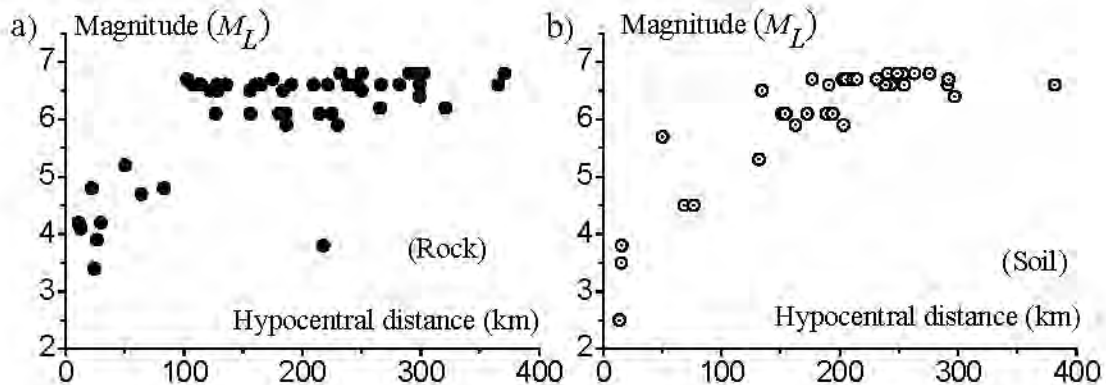 a) Magnitude (M_L)
7
6
5
4
(Rock)
3
Hypocentral distance (km)
2
0 100 200 300 400
b) Magnitude (M_L)
7
6
5
4
(Soil)
3
Hypocentral distance (km)
2
0 100 200 300 400